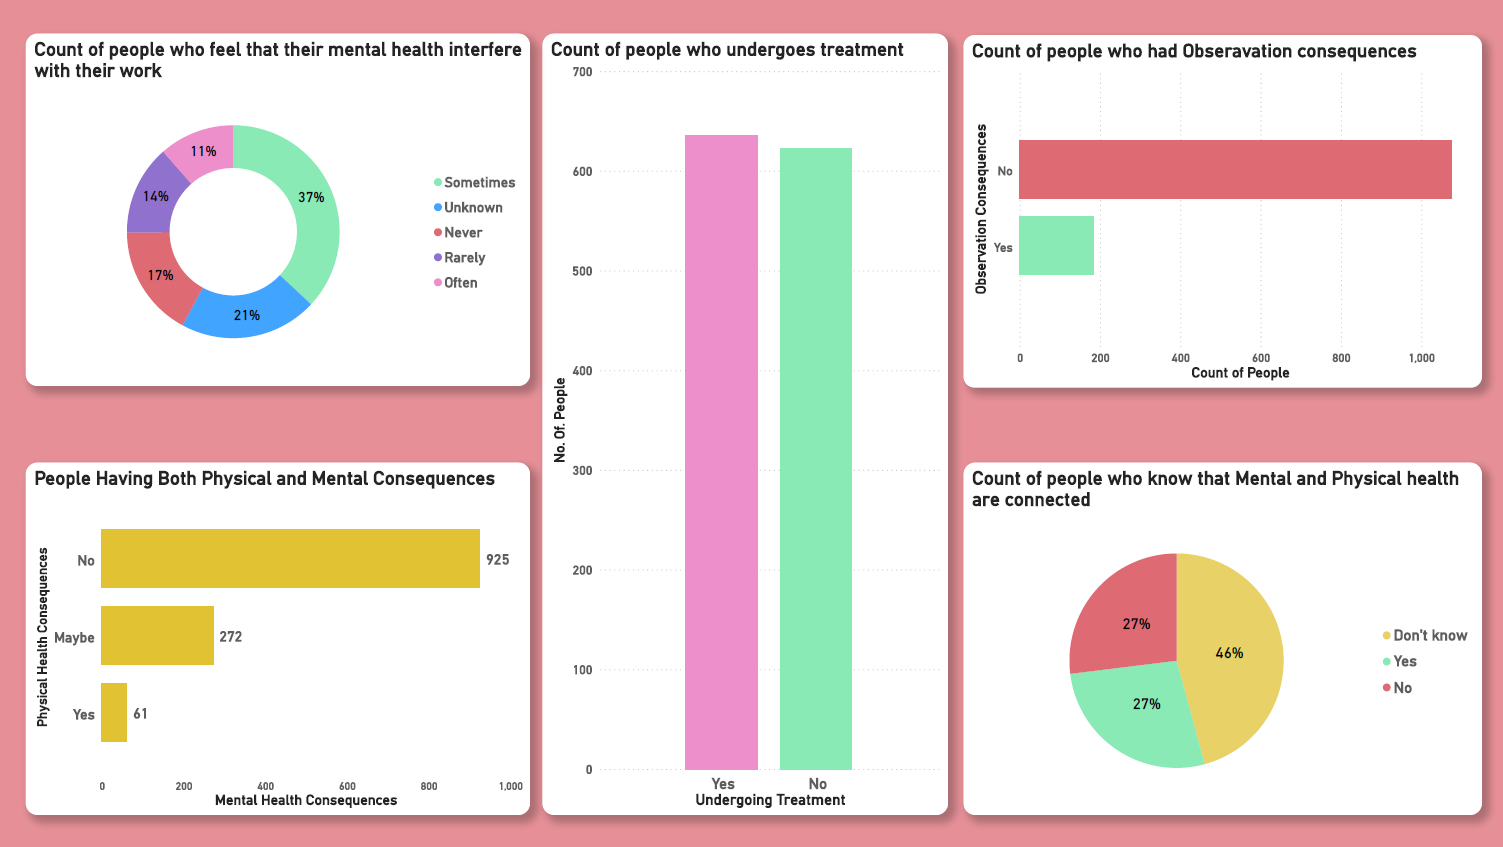 Count of people who feel that their mental health interfere
with their work
11%
37%
14%
17%
21%
Sometimes
Unknown
Never
Rarely
Often
Count of people who undergoes treatment
700
600
500
400
300
200
100
0
No. Of. People
Yes
No
Undergoing Treatment
Count of people who had Obseravation consequences
Observation Consequences
No
Yes
0
200
400
600
800
1,000
Count of People
People Having Both Physical and Mental Consequences
Physical Health Consequences
No
925
Maybe
272
Yes
61
0
200
400
600
800
1,000
Mental Health Consequences
Count of people who know that Mental and Physical health
are connected
27%
46%
27%
Don't know
Yes
No